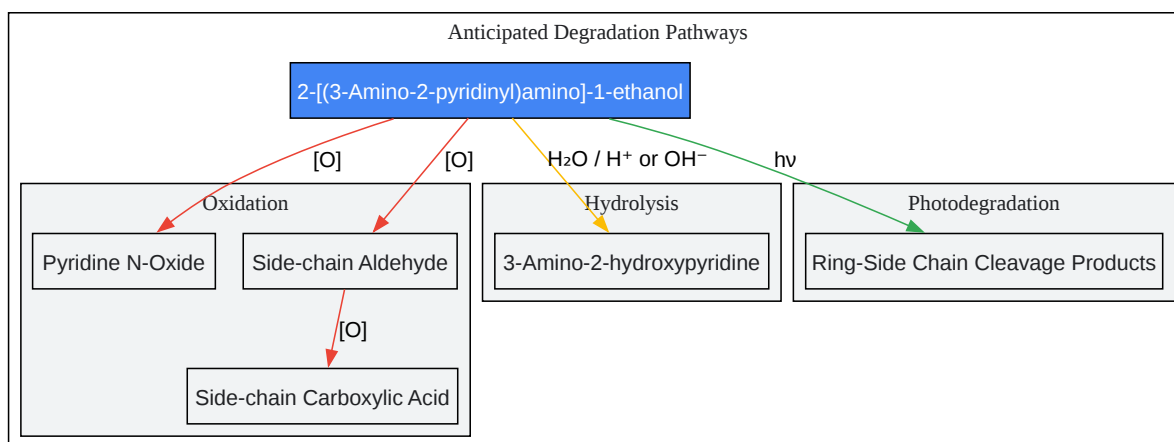 Anticipated Degradation Pathways
2-[(3-Amino-2-pyridinyl)amino]-1-ethanol
[O]
[O]
H₂O / H⁺ or OH⁻
hν
Oxidation
Hydrolysis
Photodegradation
Pyridine N-Oxide
Side-chain Aldehyde
3-Amino-2-hydroxypyridine
Ring-Side Chain Cleavage Products
[O]
Side-chain Carboxylic Acid